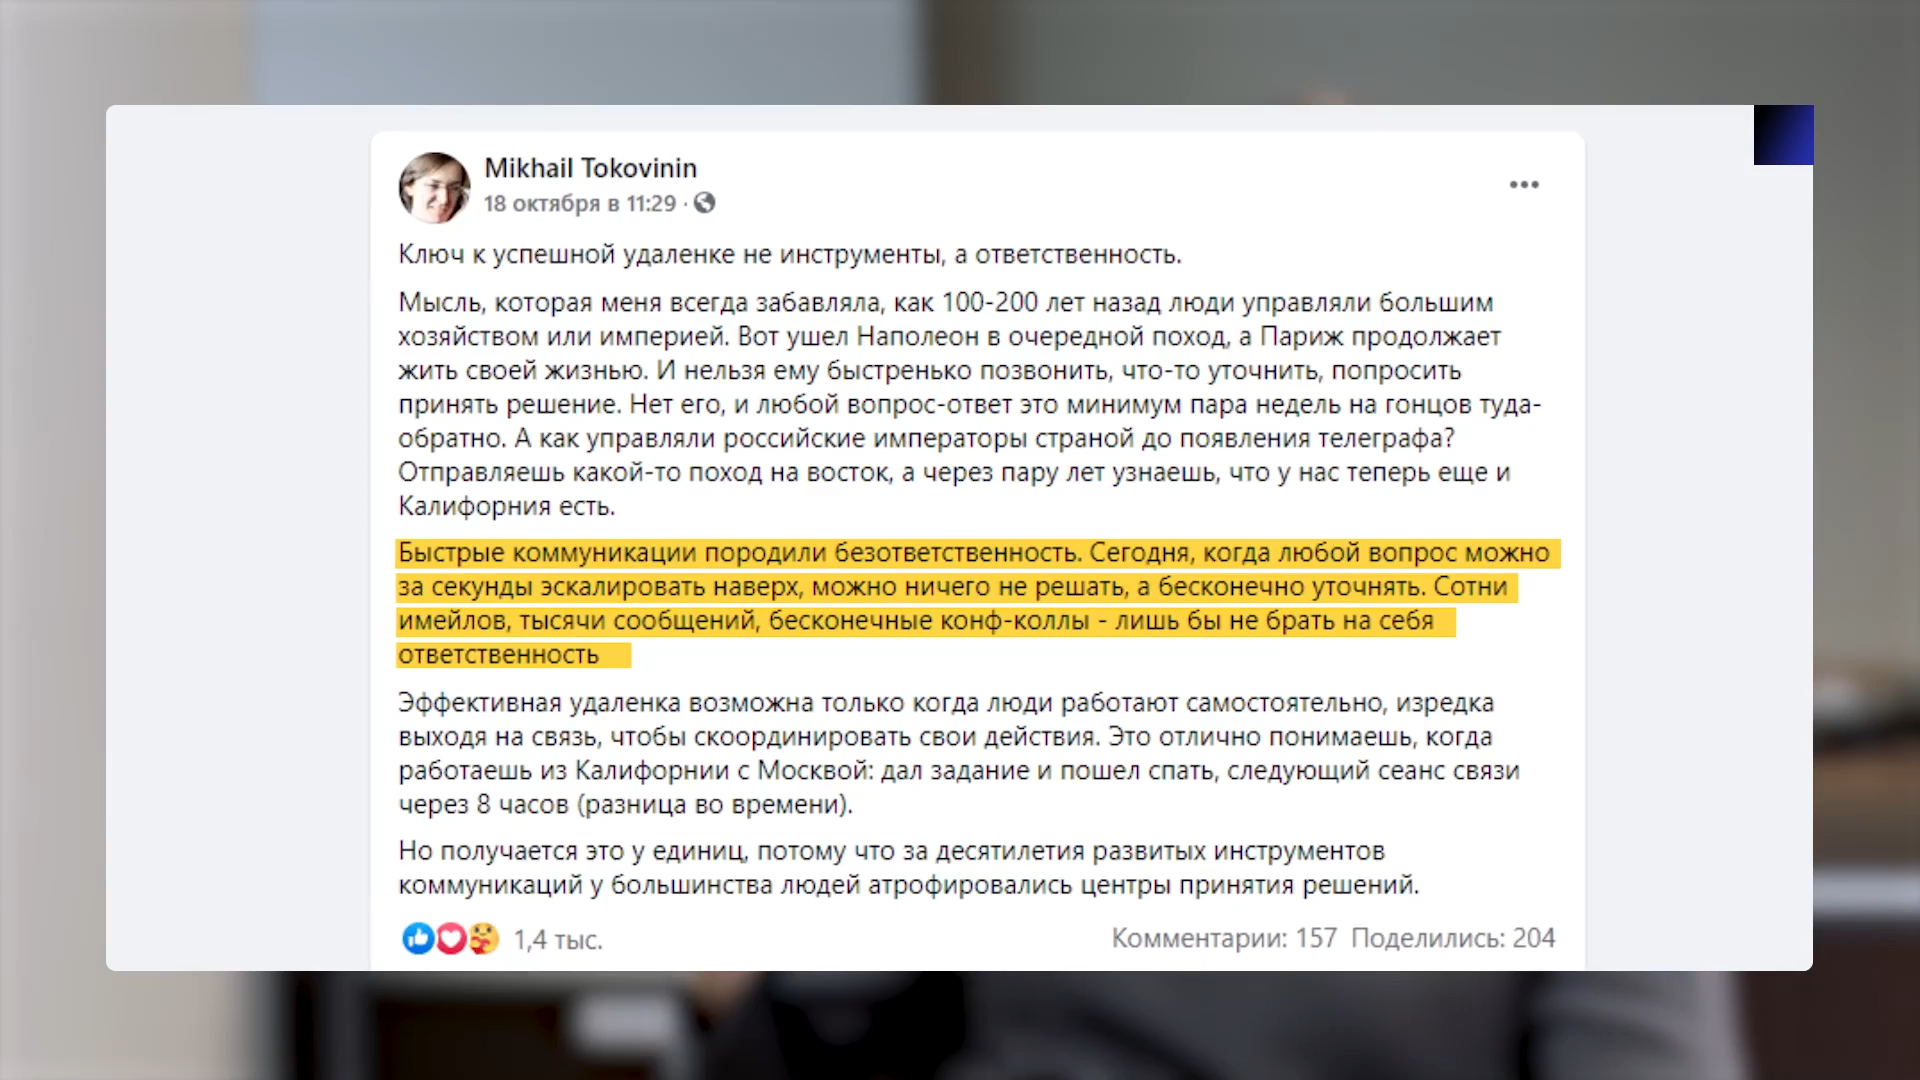 Mikhail Tokovinin
18 октября в 11:29 ·
Ключ к успешной удаленке не инструменты, а ответственность.
Мысль, которая меня всегда забавляла, как 100-200 лет назад люди управляли большим
хозяйством или империей. Вот ушел Наполеон в очередной поход, а Париж продолжает
жить своей жизнью. И нельзя ему быстренько позвонить, что-то уточнить, попросить
принять решение. Нет его, и любой вопрос-ответ это минимум пара недель на гонцов туда-
обратно. А как управляли российские императоры страной до появления телеграфа?
Отправляешь какой-то поход на восток, а через пару лет узнаешь, что у нас теперь еще и
Калифорния есть.
Быстрые коммуникации породили безответственность. Сегодня, когда любой вопрос можно
за секунды эскалировать наверх, можно ничего не решать, а бесконечно уточнять. Сотни
имейлов, тысячи сообщений, бесконечные конф-коллы - лишь бы не брать на себя
ответственность
Эффективная удаленка возможна только когда люди работают самостоятельно, изредка
выходя на связь, чтобы скоординировать свои действия. Это отлично понимаешь, когда
работаешь из Калифорнии с Москвой: дал задание и пошел спать, следующий сеанс связи
через 8 часов (разница во времени).
Но получается это у единиц, потому что за десятилетия развитых инструментов
коммуникаций у большинства людей атрофировались центры принятия решений.
1,4 тыс. Комментарии: 157 Поделились: 204